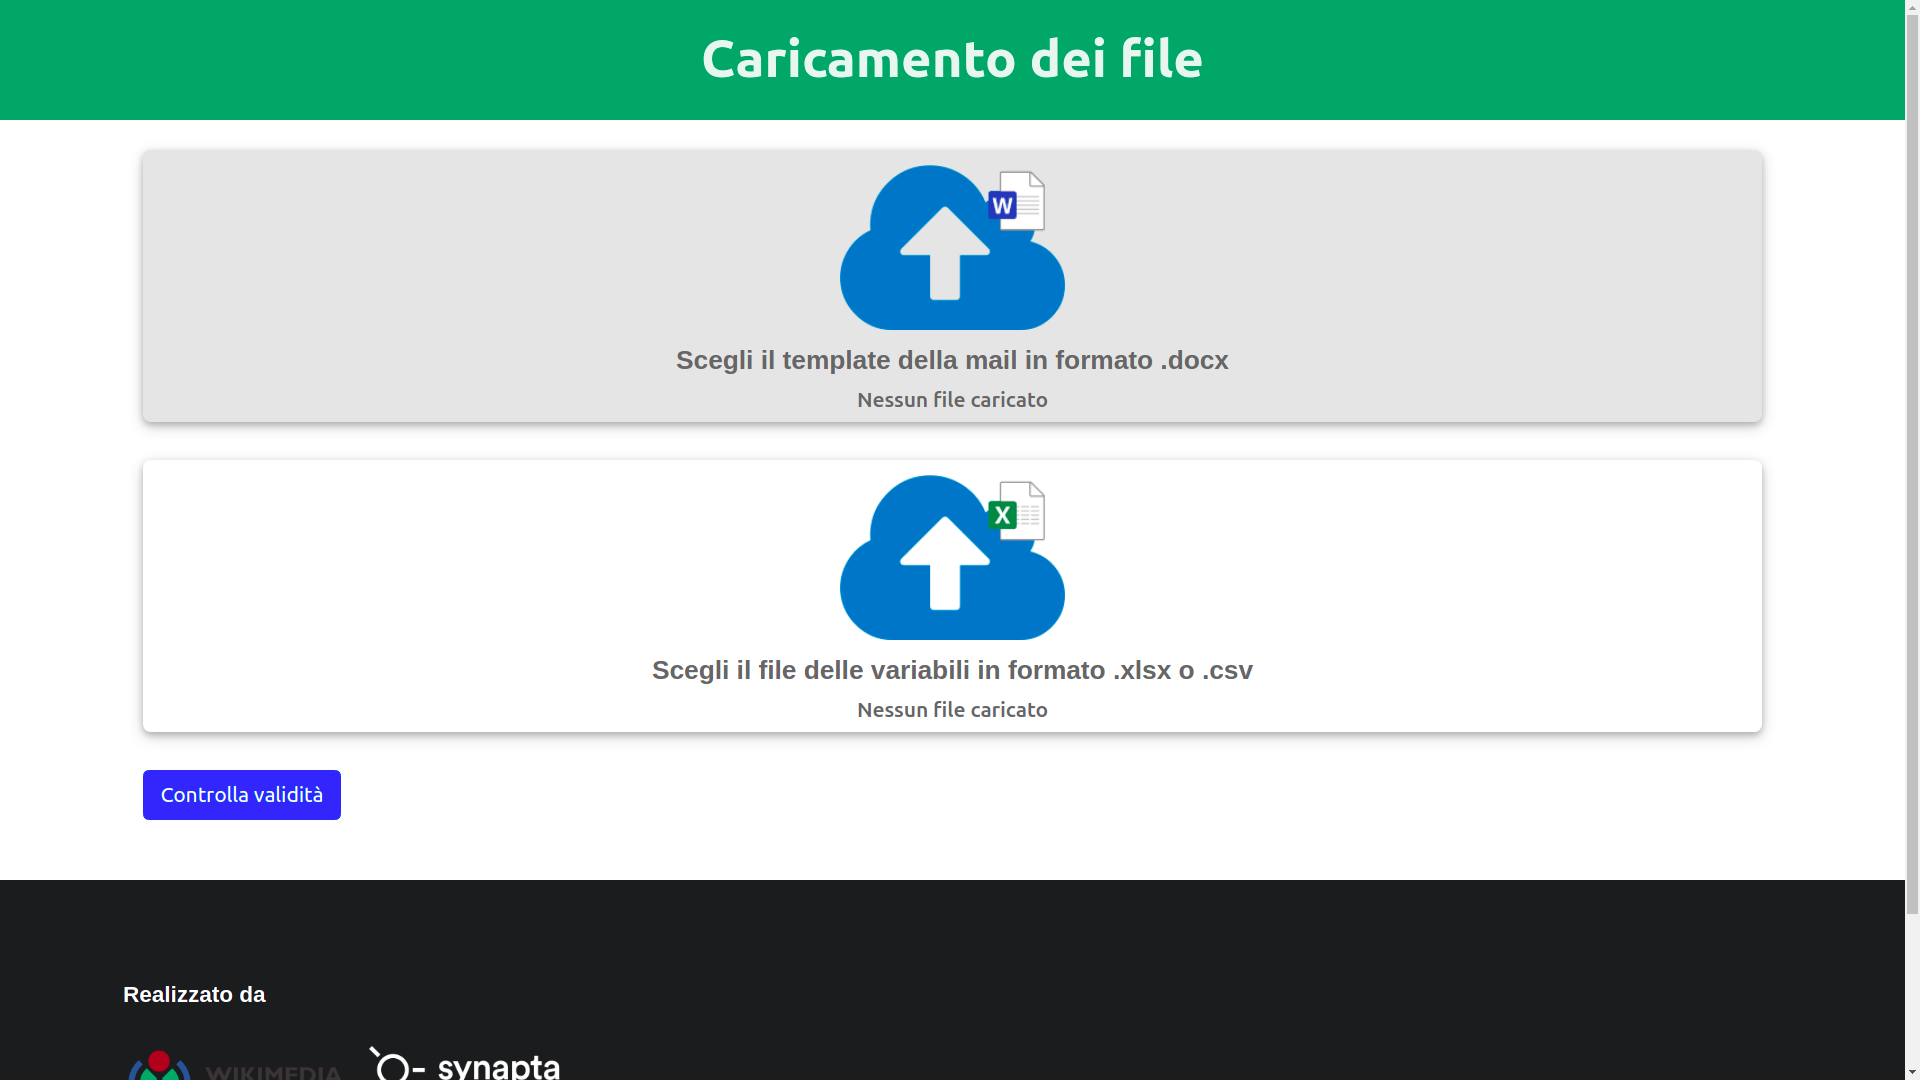 Caricamento dei file
W
Scegli il template della mail in formato .docx
Nessun file caricato
X
Scegli il file delle variabili in formato .xlsx o .csv
Nessun file caricato
Controlla validità
Realizzato da
WIKIMEDIA
synapta